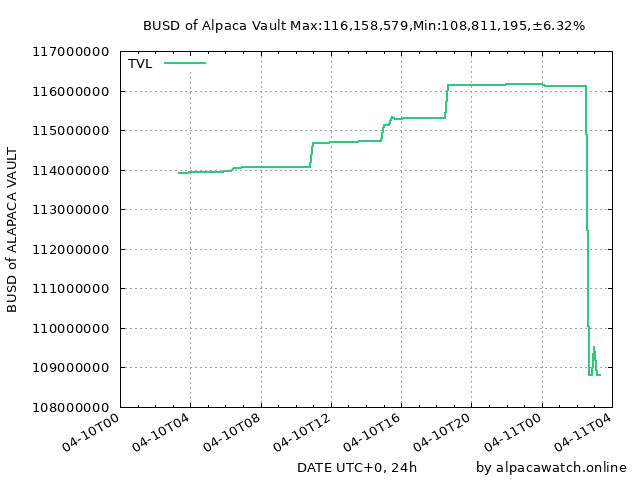 BUSD of Alpaca Vault Max:116,158,579,Min:108,811,195,±6.32%
117000000
TVL
116000000
115000000
114000000
113000000
112000000
111000000
110000000
109000000
108000000
BUSD of ALAPACA VAULT
04-10T00
04-10T04
04-10T08
04-10T12
04-10T16
04-10T20
04-11T00
04-11T04
DATE UTC+0, 24h
by alpacawatch.online